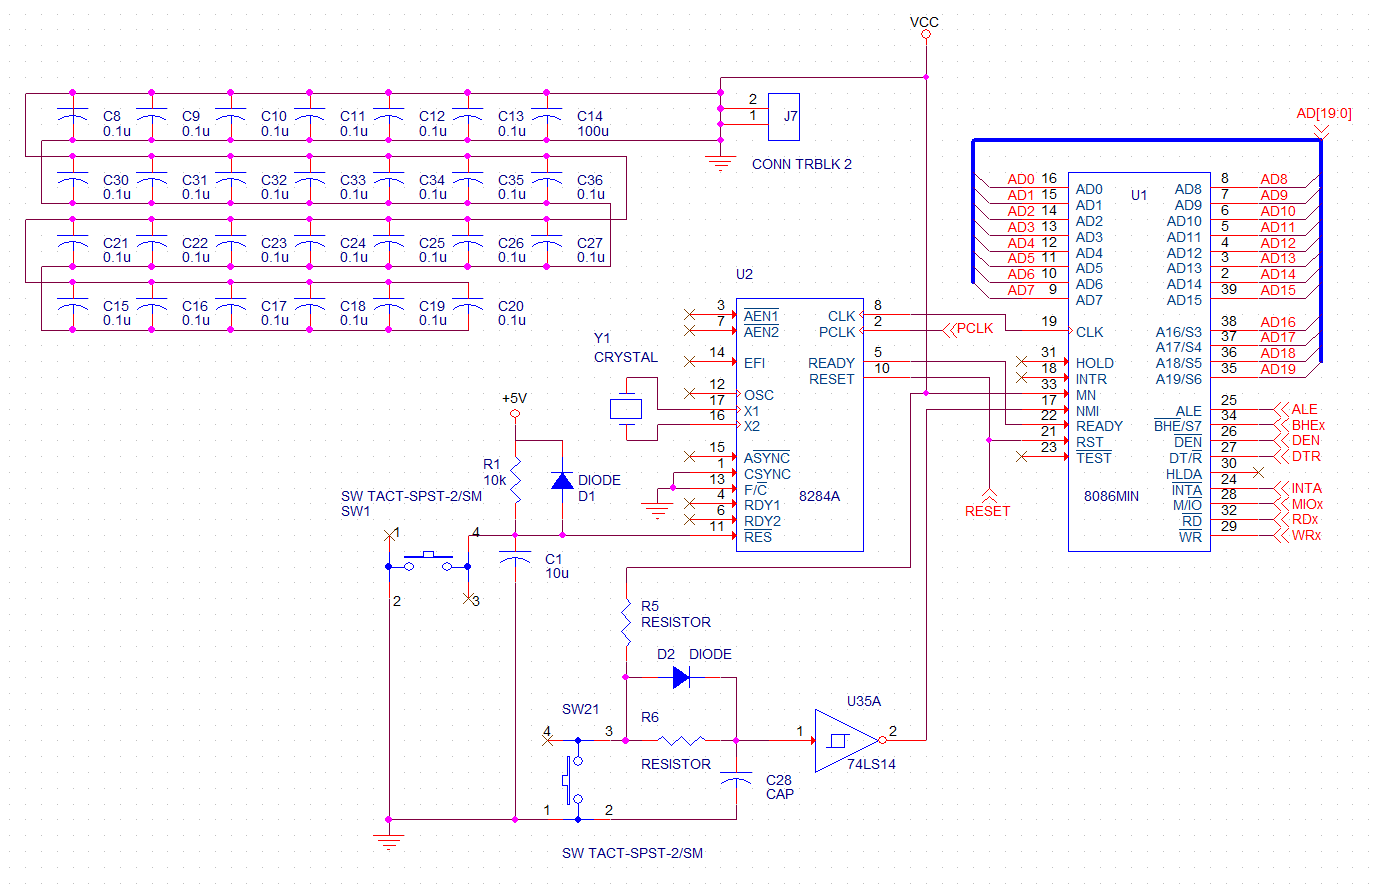 VCC
C8 C9 C10 C11 C12 C13 C14
0.1u 0.1u 0.1u 0.1u 0.1u 0.1u 100u
2
1
J7
CONN TRBLK 2
C30 C31 C32 C33 C34 C35 C36
0.1u 0.1u 0.1u 0.1u 0.1u 0.1u 0.1u
C21 C22 C23 C24 C25 C26 C27
0.1u 0.1u 0.1u 0.1u 0.1u 0.1u 0.1u
C15 C16 C17 C18 C19 C20
0.1u 0.1u 0.1u 0.1u 0.1u 0.1u
AD[19:0]
U1
AD0 16 AD0
AD1 15 AD1
AD2 14 AD2
AD3 13 AD3
AD4 12 AD4
AD5 11 AD5
AD6 10 AD6
AD7 9 AD7
19 CLK
31 HOLD
18 INTR
33 MN
17 NMI
22 READY
21 RST
23 TEST
AD8 8 AD8
AD9 7 AD9
AD10 6 AD10
AD11 5 AD11
AD12 4 AD12
AD13 3 AD13
AD14 2 AD14
AD15 39 AD15
A16/S3 38 AD16
A17/S4 37 AD17
A18/S5 36 AD18
A19/S6 35 AD19
ALE 25 ALE
BHE/S7 34 BHEx
DEN 26 DEN
DT/R 27 DTR
HLDA 30
INTA 24 INTA
M/IO 28 MIOx
RD 32 RDx
WR 29 WRx
8086MIN
U2
3 AEN1
7 AEN2
14 EFI
12 OSC
17 X1
16 X2
15 ASYNC
1 CSYNC
13 F/C
4 RDY1
6 RDY2
11 RES
CLK 8
PCLK 2 PCLK
READY 5
RESET 10
8284A
RESET
Y1
CRYSTAL
+5V
R1
10k
DIODE
D1
SW TACT-SPST-2/SM
SW1
1
4
2
3
C1
10u
R5
RESISTOR
D2 DIODE
SW21
R6
RESISTOR
4
3
1
2
C28
CAP
U35A
1
2
74LS14
SW TACT-SPST-2/SM